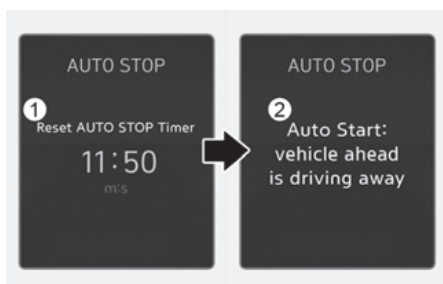 AUTO STOP
1
Reset AUTO STOP Timer
11:50
m:s
AUTO STOP
2
Auto Start:
vehicle ahead
is driving away